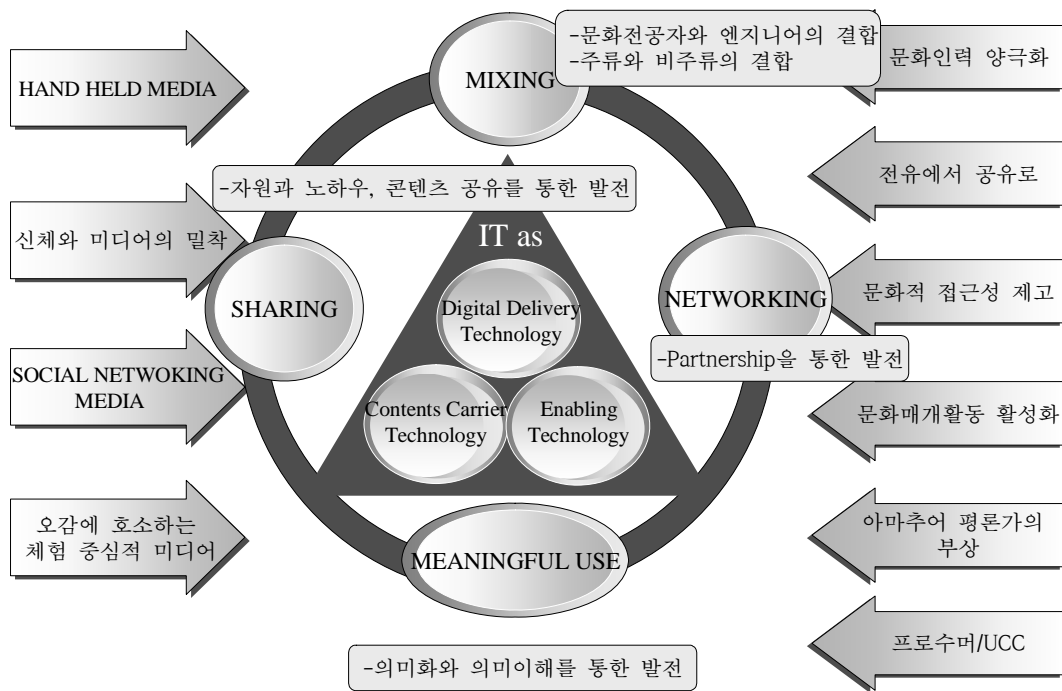 HAND HELD MEDIA
신체와 미디어의 밀착
SOCIAL NETWOKING
MEDIA
오감에 호소하는
체험 중심적 미디어
MIXING
-문화전공자와 엔지니어의 결합
-주류와 비주류의 결합
-자원과 노하우, 콘텐츠 공유를 통한 발전
SHARING
IT as
Digital Delivery
Technology
Contents Carrier
Technology
Enabling
Technology
NETWORKING
-Partnership을 통한 발전
MEANINGFUL USE
-의미화와 의미이해를 통한 발전
문화인력 양극화
전유에서 공유로
문화적 접근성 제고
문화매개활동 활성화
아마추어 평론가의
부상
프로수머/UCC